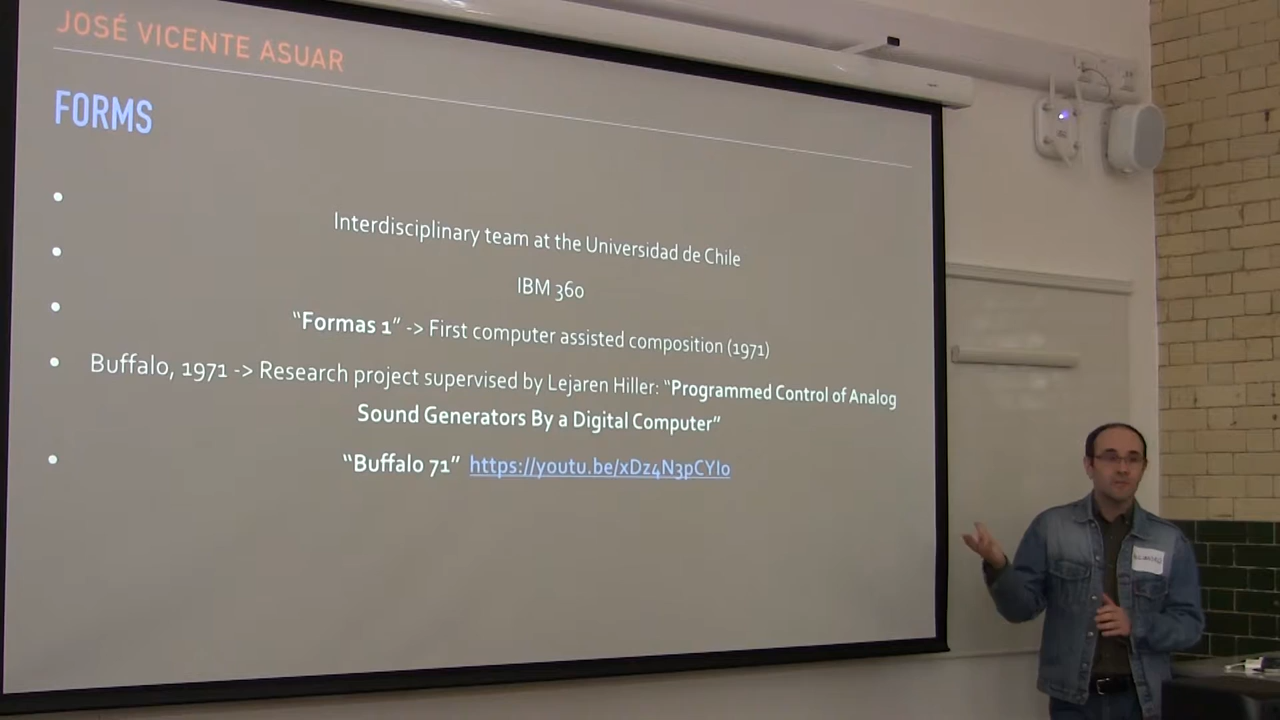 JOSÉ VICENTE ASUAR
FORMS
Interdisciplinary team at the Universidad de Chile
IBM 360
“Formas 1” -> First computer assisted composition (1971)
Buffalo, 1971 -> Research project supervised by Lejaren Hiller: “Programmed Control of Analog
Sound Generators By a Digital Computer”
“Buffalo 71” https://youtu.be/xDz4N3pCYIo